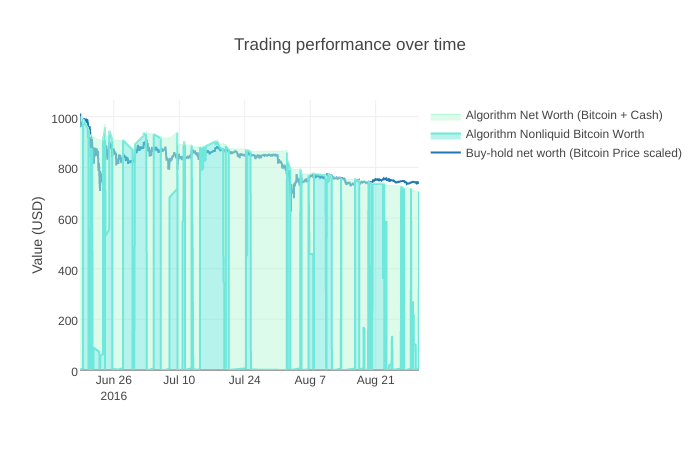 Trading performance over time
Algorithm Net Worth (Bitcoin + Cash)
Algorithm Nonliquid Bitcoin Worth
Buy-hold net worth (Bitcoin Price scaled)
Value (USD)
1000
800
600
400
200
0
Jun 26
2016
Jul 10
Jul 24
Aug 7
Aug 21